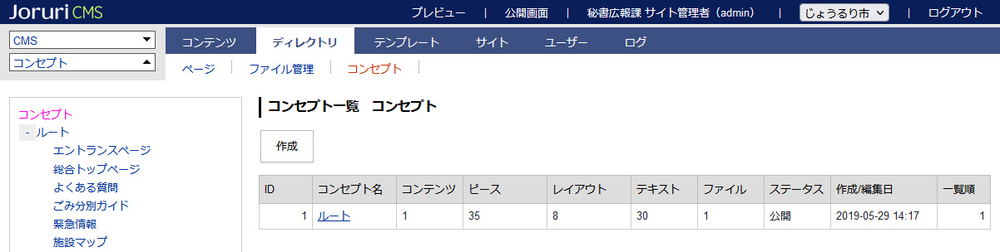 Joruri CMS プレビュー | 公開画面 | 秘書広報課 サイト管理者（admin） | じょうるり市 | ログアウト
CMS
コンセプト
コンテンツ ディレクトリ テンプレート サイト ユーザー ログ
ページ ファイル管理 コンセプト
コンセプト
- ルート
エントランスページ
総合トップページ
よくある質問
ごみ分別ガイド
緊急情報
施設マップ
コンセプト一覧 コンセプト
作成
ID コンセプト名 コンテンツ ピース レイアウト テキスト ファイル ステータス 作成/編集日 一覧順
1 ルート 1 35 8 30 1 公開 2019-05-29 14:17 1